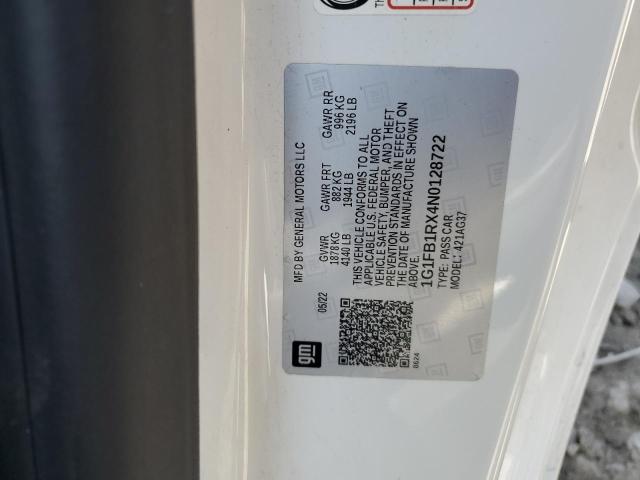 MFD BY GENERAL MOTORS LLC
05/22 GVWR GAWR FRT GAWR RR
1878 KG 882 KG 996 KG
4140 LB 1944 LB 2196 LB
THIS VEHICLE CONFORMS TO ALL
APPLICABLE U.S. FEDERAL MOTOR
VEHICLE SAFETY, BUMPER, AND THEFT
PREVENTION STANDARDS IN EFFECT ON
THE DATE OF MANUFACTURE SHOWN
ABOVE.
1G1FB1RX4N0128722
TYPE: PASS CAR
MODEL: 421AG37
gm
0624